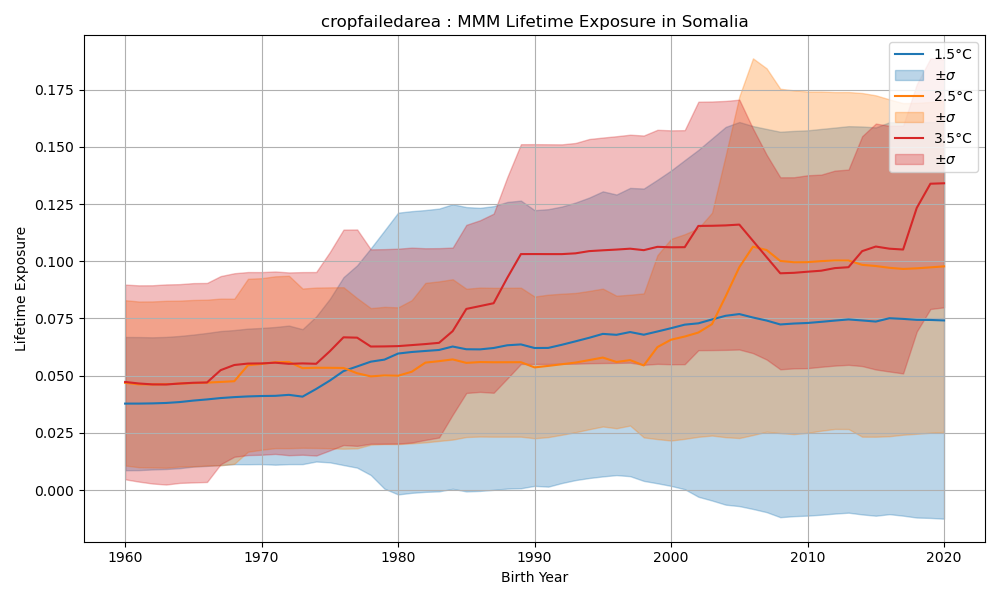 cropfailedarea : MMM Lifetime Exposure in Somalia
Lifetime Exposure
0.175
0.150
0.125
0.100
0.075
0.050
0.025
0.000
1960 1970 1980 1990 2000 2010 2020
Birth Year
1.5°C
±σ
2.5°C
±σ
3.5°C
±σ